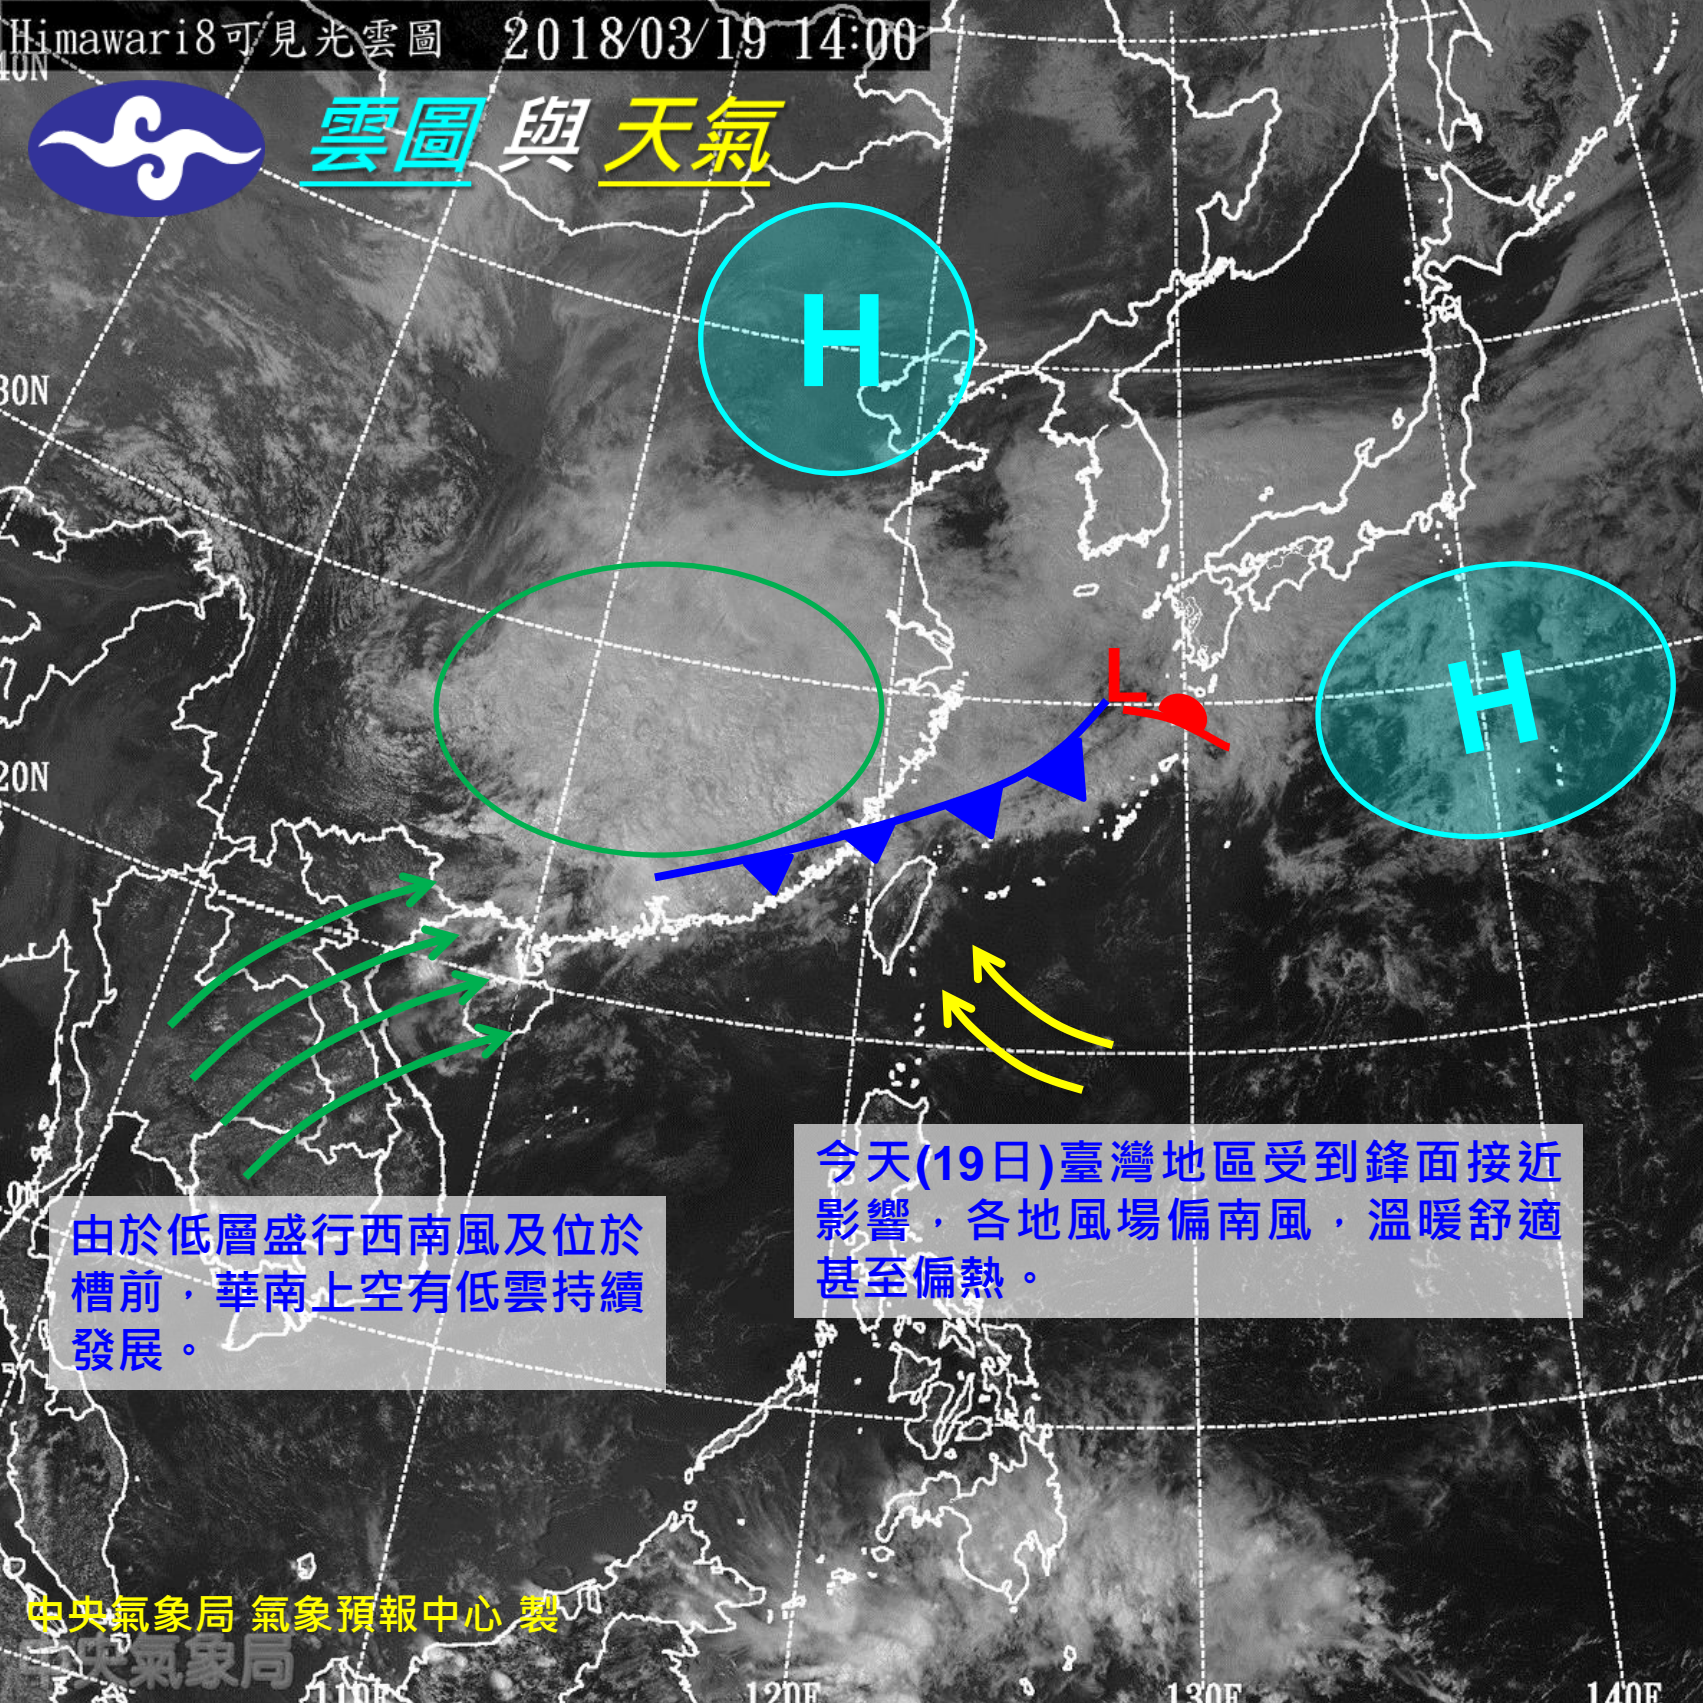 Himawari8可見光雲圖 2018/03/19 14:00
40N
雲圖 與 天氣
H
30N
L
H
20N
今天(19日)臺灣地區受到鋒面接近
影響，各地風場偏南風，溫暖舒適
甚至偏熱。
10N
由於低層盛行西南風及位於
槽前，華南上空有低雲持續
發展。
中央氣象局 氣象預報中心 製
中央氣象局
110E
120E
130E
140E